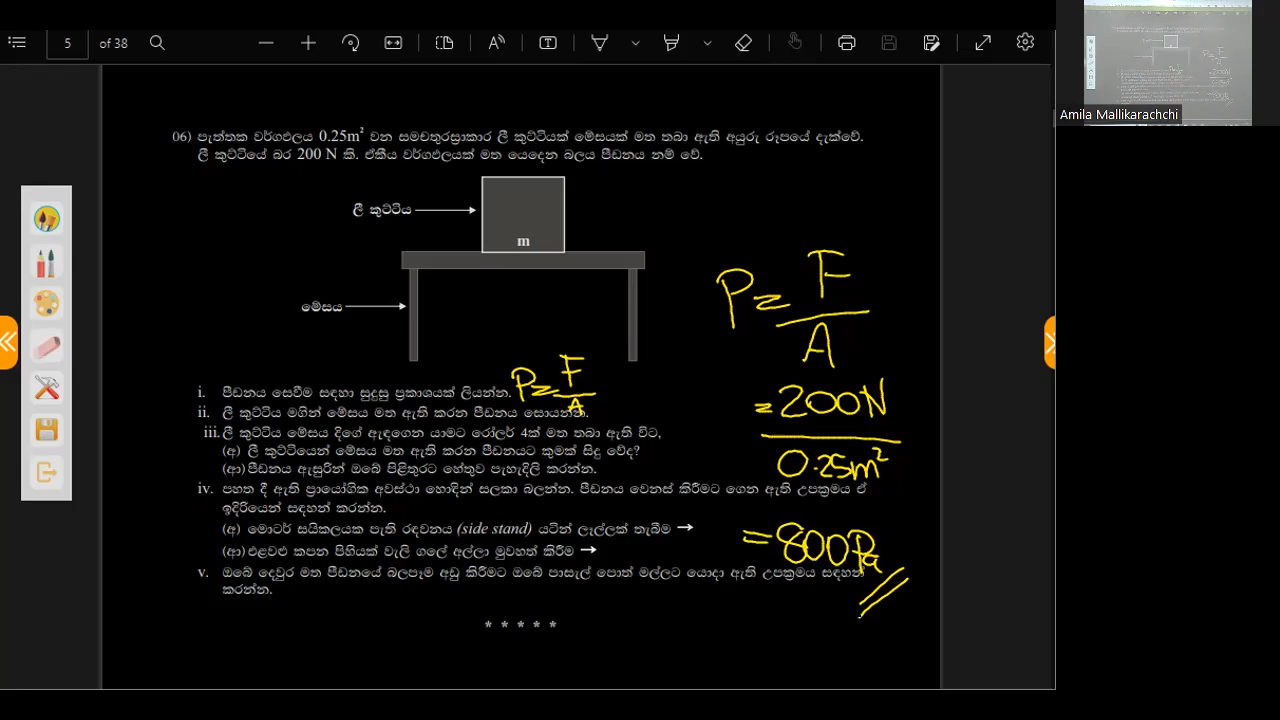 5 of 38
Amila Mallikarachchi
06) පැත්තක වර්ගඵලය 0.25m² වන සමචතුරස්‍රාකාර ලී කුට්ටියක් මේසයක් මත තබා ඇති අයුරු රූපයේ දැක්වේ.
ලී කුට්ටියේ බර 200 N කි. ඒකීය වර්ගඵලයක් මත යෙදෙන බලය පීඩනය නම් වේ.
ලී කුට්ටිය
m
මේසය
P = F
A
= 200N
0.25m²
= 800Pa
i. පීඩනය සෙවීම සඳහා සුදුසු ප්‍රකාශයක් ලියන්න. P = F/A
ii. ලී කුට්ටිය මගින් මේසය මත ඇති කරන පීඩනය සොයන්න.
iii. ලී කුට්ටිය මේසය දිගේ ඇඳගෙන යාමට රෝලර් 4ක් මත තබා ඇති විට,
(අ) ලී කුට්ටියෙන් මේසය මත ඇති කරන පීඩනයට කුමක් සිදු වේද?
(ආ) පීඩනය ඇසුරින් ඔබේ පිළිතුරට හේතුව පැහැදිලි කරන්න.
iv. පහත දී ඇති ප්‍රායෝගික අවස්ථා හොඳින් සලකා බලන්න. පීඩනය වෙනස් කිරීමට ගෙන ඇති උපක්‍රමය ඒ
ඉදිරියෙන් සඳහන් කරන්න.
(අ) මොටර් සයිකලයක පැති රඳවනය (side stand) යටින් ලෑල්ලක් තැබීම →
(ආ) එළවළු කපන පිහියක් වැලි ගලේ අල්ලා මුවහත් කිරීම →
v. ඔබේ දෙවුර මත පීඩනයේ බලපෑම අඩු කිරීමට ඔබේ පාසැල් පොත් මල්ලට යොදා ඇති උපක්‍රමය සඳහන්
කරන්න.
* * * * *